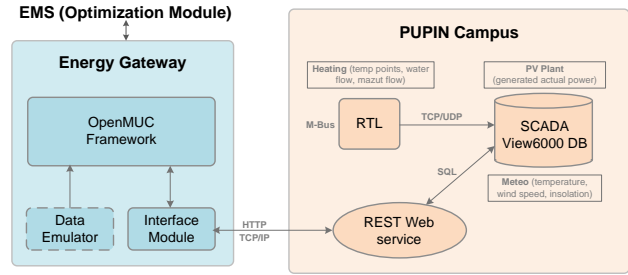 EMS (Optimization Module)
Energy Gateway
OpenMUC
Framework
Data
Emulator
Interface
Module
HTTP
TCP/IP
PUPIN Campus
Heating (temp points, water
flow, mazut flow)
PV Plant
(generated actual power)
M-Bus
RTL
TCP/UDP
SCADA
View6000 DB
SQL
Meteo (temperature,
wind speed, insolation)
REST Web
service